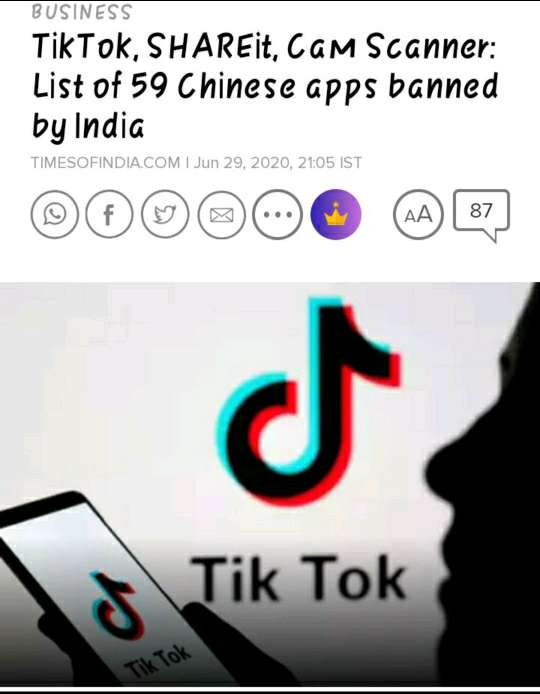 BUSINESS
TikTok, SHAREit, Cam Scanner:
List of 59 Chinese apps banned
by India
TIMESOFINDIA.COM | Jun 29, 2020, 21:05 IST
f
AA
87
Tik Tok
Tik Tok